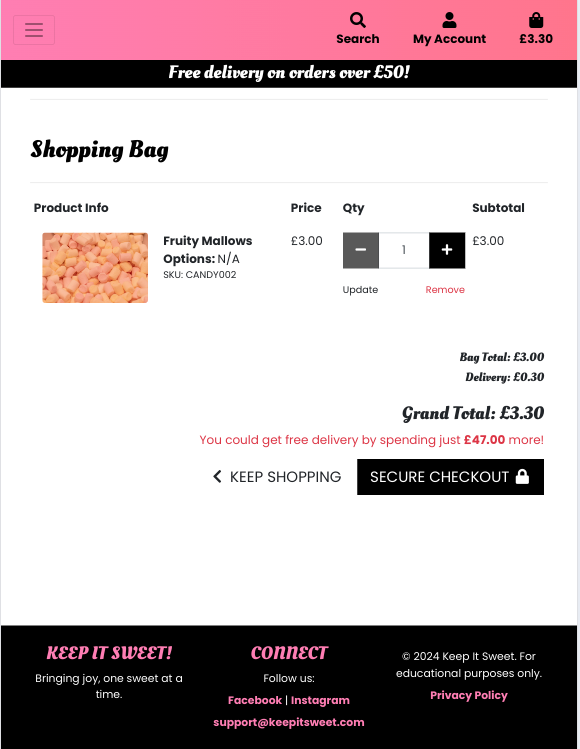 Search
My Account
£3.30
Free delivery on orders over £50!
Shopping Bag
Product Info
Price
Qty
Subtotal
Fruity Mallows
Options: N/A
SKU: CANDY002
£3.00
1
£3.00
Update
Remove
Bag Total: £3.00
Delivery: £0.30
Grand Total: £3.30
You could get free delivery by spending just £47.00 more!
KEEP SHOPPING
SECURE CHECKOUT
KEEP IT SWEET!
Bringing joy, one sweet at a
time.
CONNECT
Follow us:
Facebook | Instagram
support@keepitsweet.com
© 2024 Keep It Sweet. For
educational purposes only.
Privacy Policy